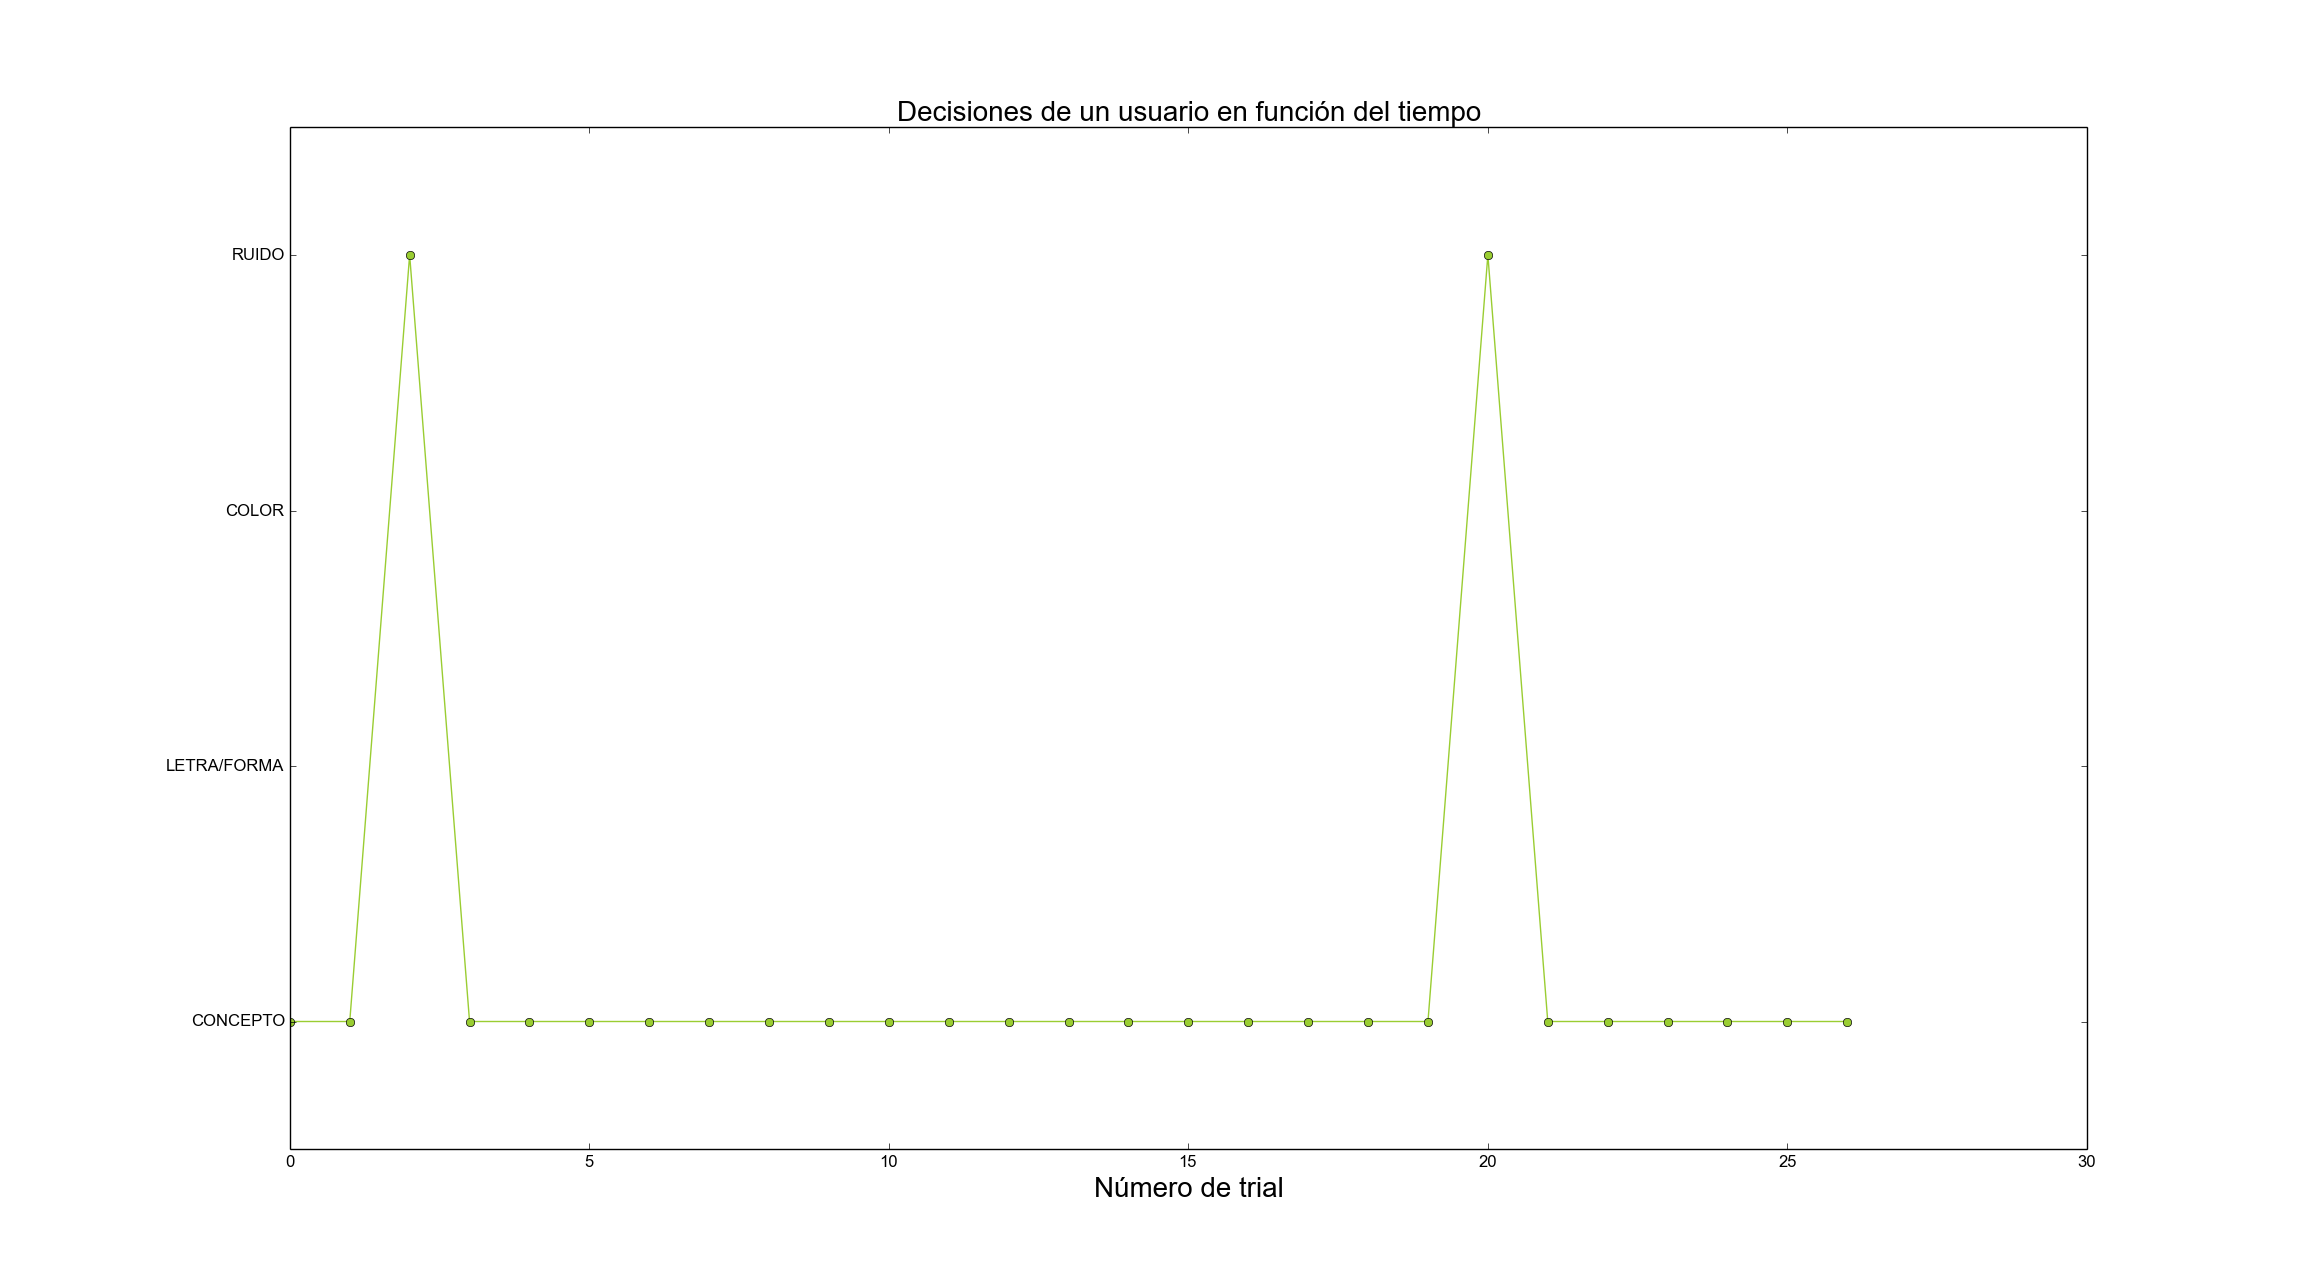 Decisiones de un usuario en función del tiempo
RUIDO
COLOR
LETRA/FORMA
CONCEPTO
0 5 10 15 20 25 30
Número de trial